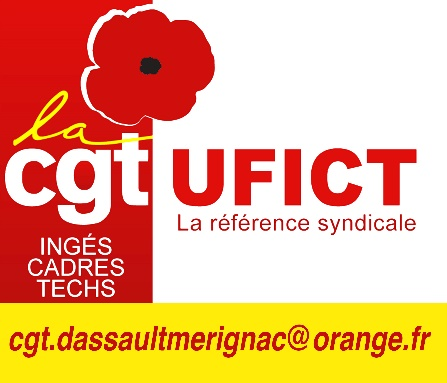 la
cgt UFICT
La référence syndicale
INGÉS
CADRES
TECHS
cgt.dassaultmerignac@orange.fr